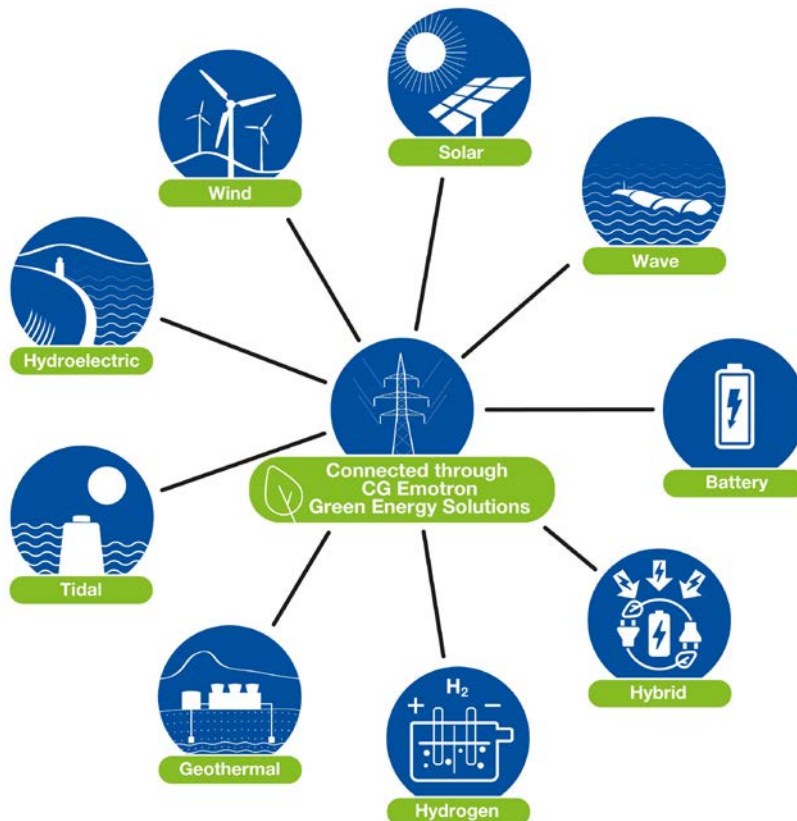 Solar
Wind
Wave
Hydroelectric
Connected through
CG Emotron
Green Energy Solutions
Battery
Tidal
Hybrid
Geothermal
H₂
+ −
Hydrogen